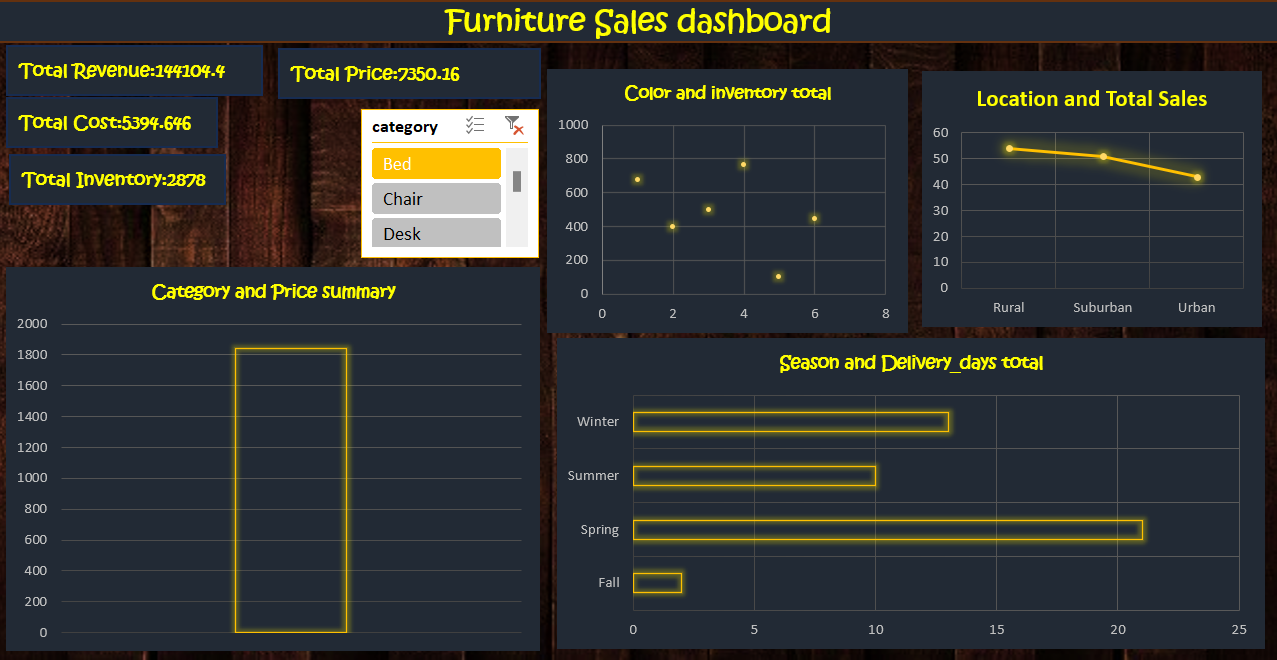 Furniture Sales dashboard
Total Revenue:144104.4
Total Price:7350.16
Total Cost:5394.646
Total Inventory:2878
category
Bed
Chair
Desk
Color and inventory total
1000
800
600
400
200
0
0 2 4 6 8
Location and Total Sales
60
50
40
30
20
10
0
Rural Suburban Urban
Category and Price summary
2000
1800
1600
1400
1200
1000
800
600
400
200
0
Season and Delivery_days total
Winter
Summer
Spring
Fall
0 5 10 15 20 25